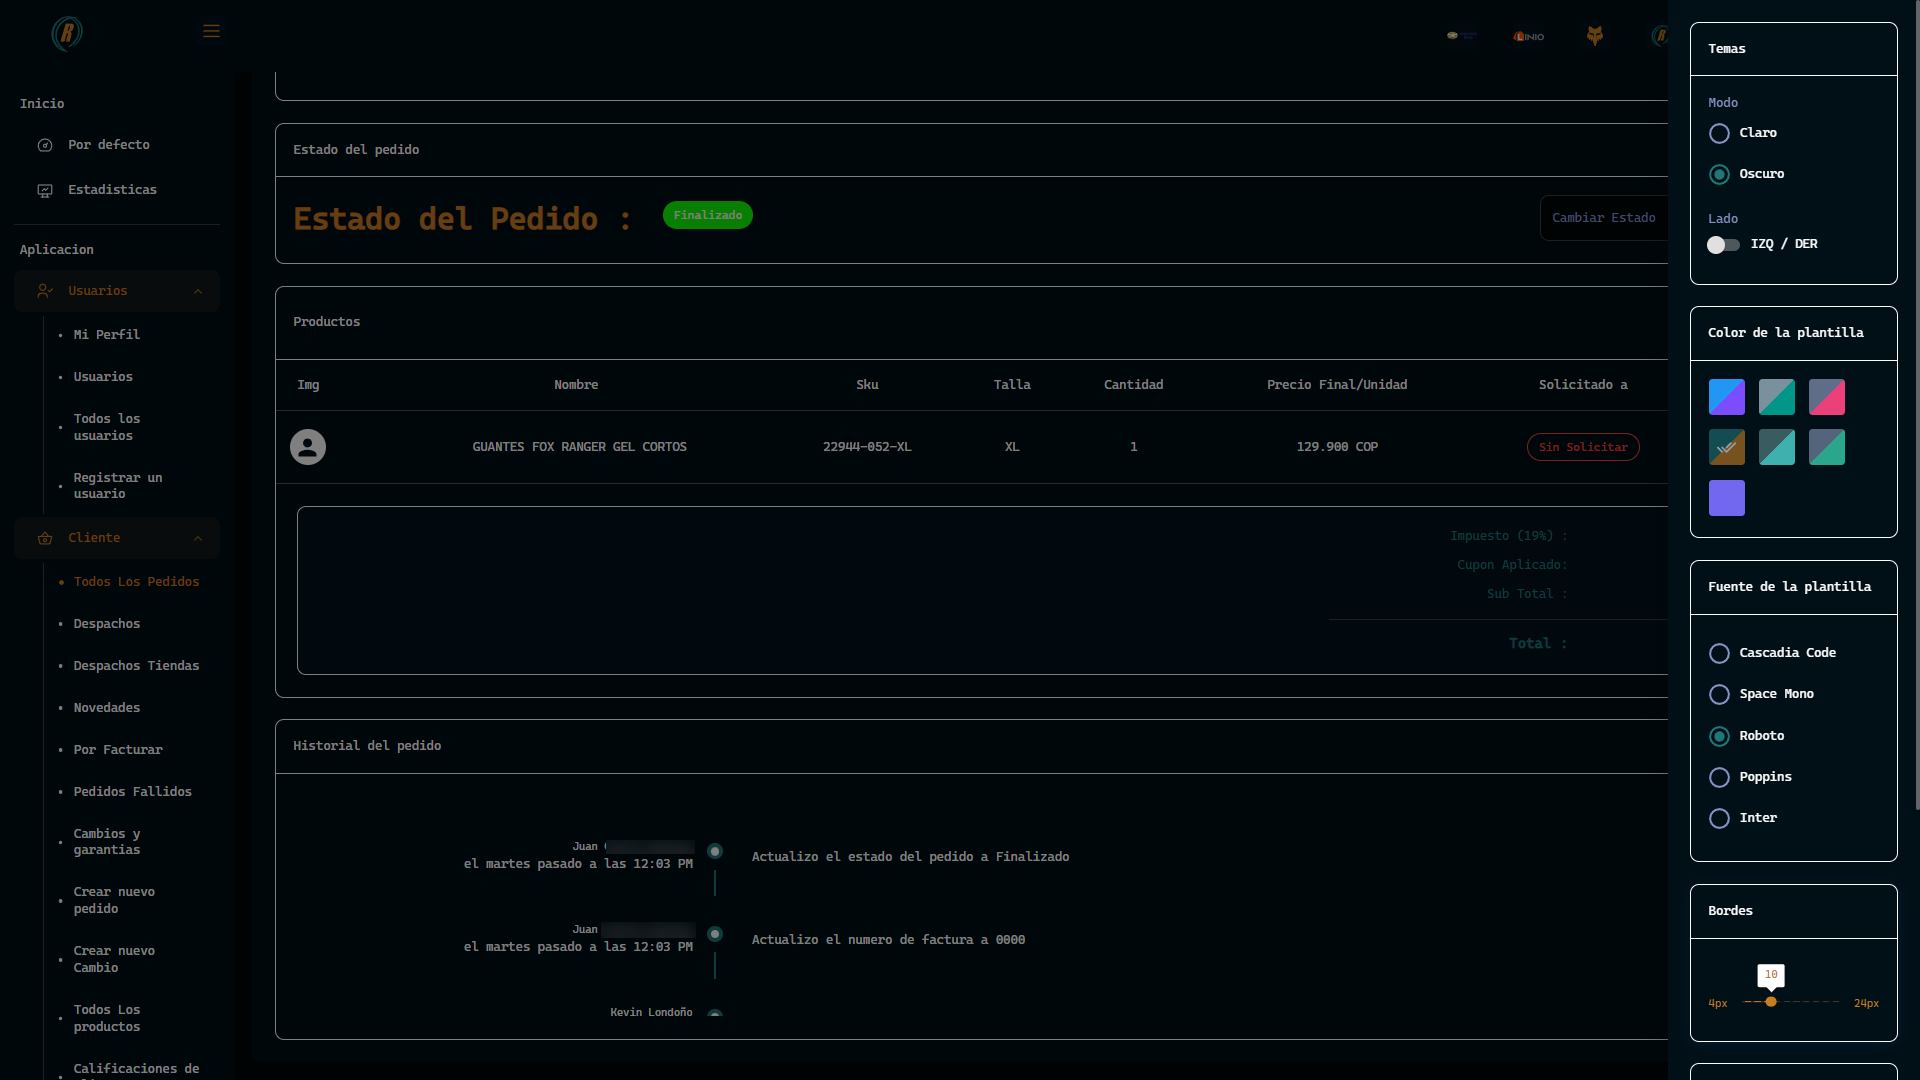 R
LINIO
R
Inicio
Por defecto
Estadisticas
Aplicacion
Usuarios
Mi Perfil
Usuarios
Todos los
usuarios
Registrar un
usuario
Cliente
Todos Los Pedidos
Despachos
Despachos Tiendas
Novedades
Por Facturar
Pedidos Fallidos
Cambios y
garantias
Crear nuevo
pedido
Crear nuevo
Cambio
Todos Los
productos
Calificaciones de
Estado del pedido
Estado del Pedido :
Finalizado
Cambiar Estado
Productos
Img Nombre Sku Talla Cantidad Precio Final/Unidad Solicitado a
GUANTES FOX RANGER GEL CORTOS 22944-052-XL XL 1 129.900 COP Sin Solicitar
Impuesto (19%) :
Cupon Aplicado:
Sub Total :
Total :
Historial del pedido
Juan
el martes pasado a las 12:03 PM
Actualizo el estado del pedido a Finalizado
Juan
el martes pasado a las 12:03 PM
Actualizo el numero de factura a 0000
Kevin Londoño
Temas
Modo
Claro
Oscuro
Lado
IZQ / DER
Color de la plantilla
Fuente de la plantilla
Cascadia Code
Space Mono
Roboto
Poppins
Inter
Bordes
10
4px 24px